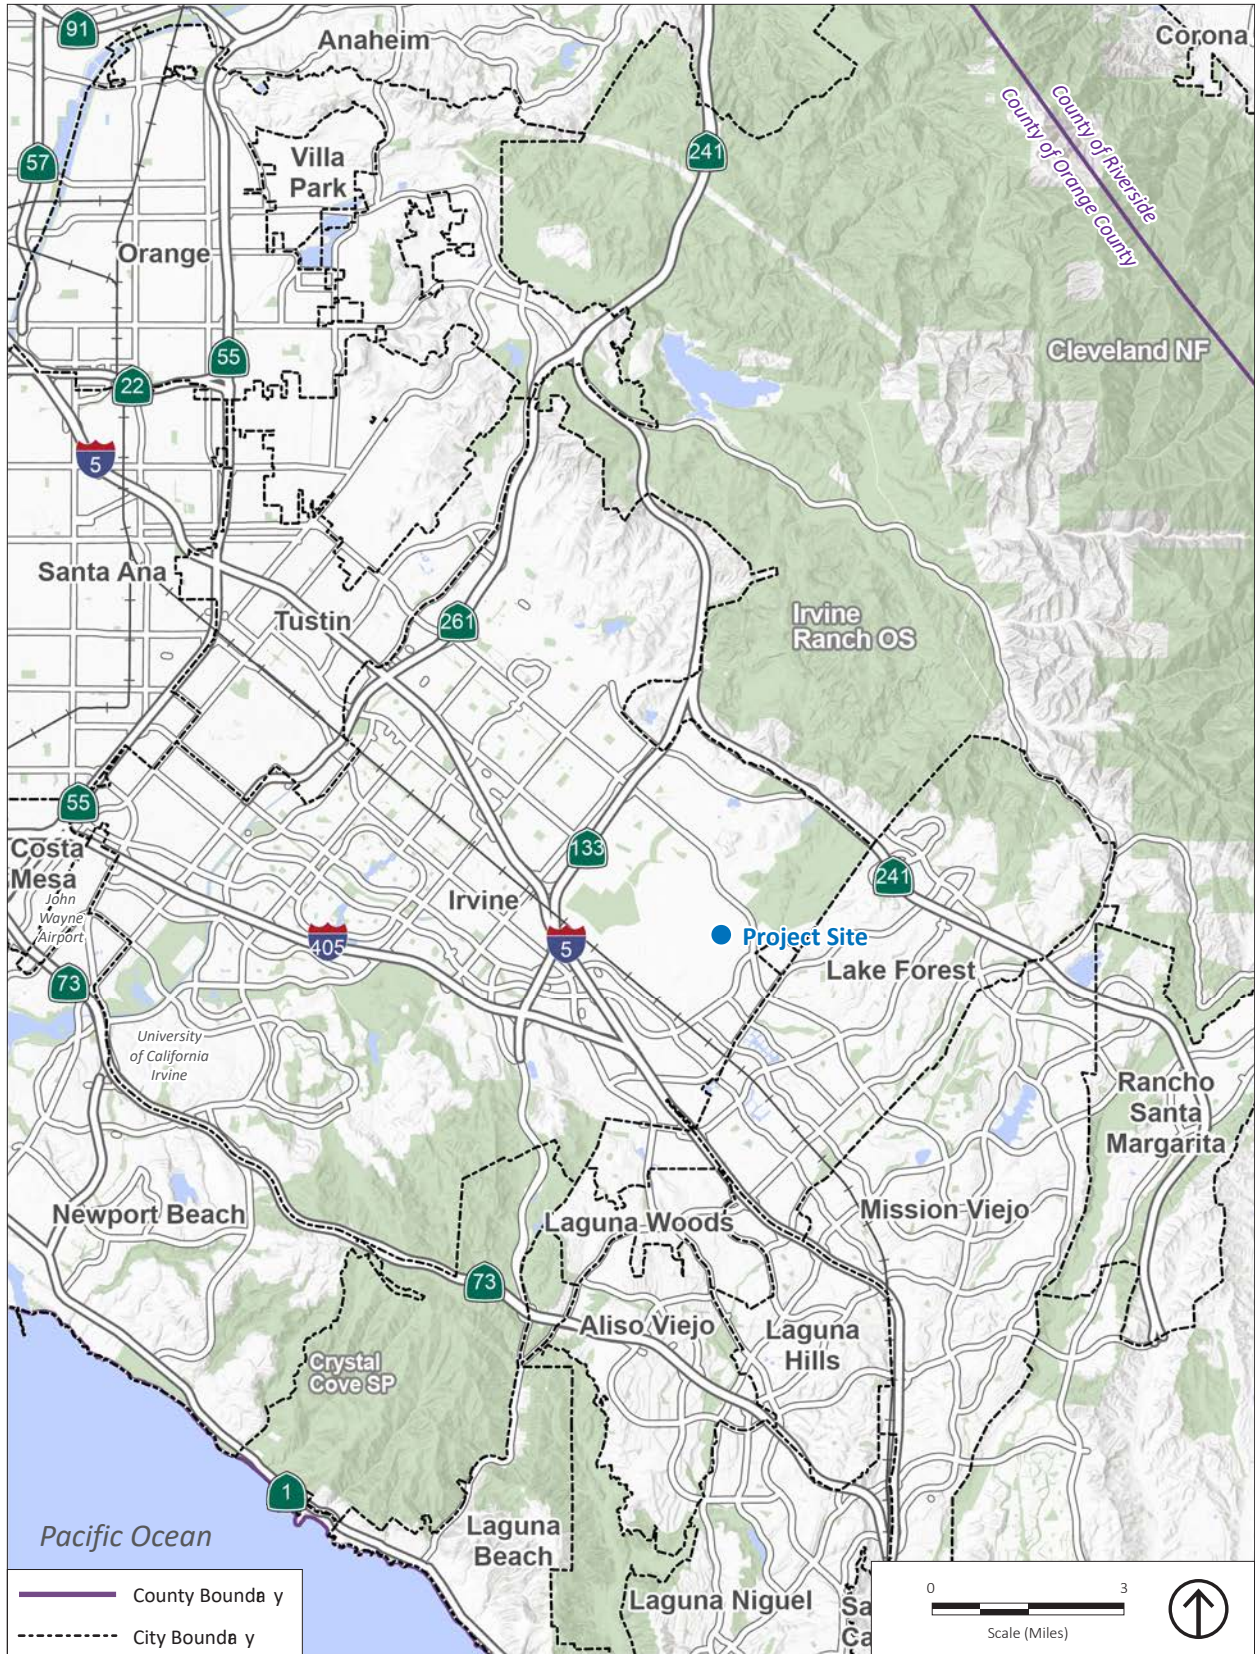 91
Anaheim
Corona
County of Riverside
County of Orange County
57
241
Villa
Park
Orange
55
22
Cleveland NF
5
Santa Ana
Tustin
261
Irvine
Ranch OS
55
Costa
Mesa
John
Wayne
Airport
133
241
Irvine
405
5
Project Site
Lake Forest
73
University
of California
Irvine
Rancho
Santa
Margarita
Newport Beach
Laguna Woods
Mission Viejo
73
Aliso Viejo
Laguna
Hills
Crystal
Cove SP
1
Pacific Ocean
Laguna
Beach
Laguna Niguel
Sa
Ca
County Bounda y
City Bounda y
0 3
Scale (Miles)